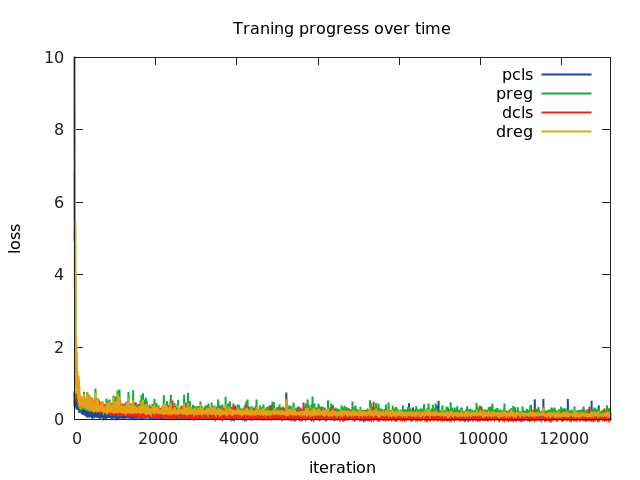 Traning progress over time
pcls
preg
dcls
dreg
10
8
6
4
2
0
loss
0 2000 4000 6000 8000 10000 12000
iteration